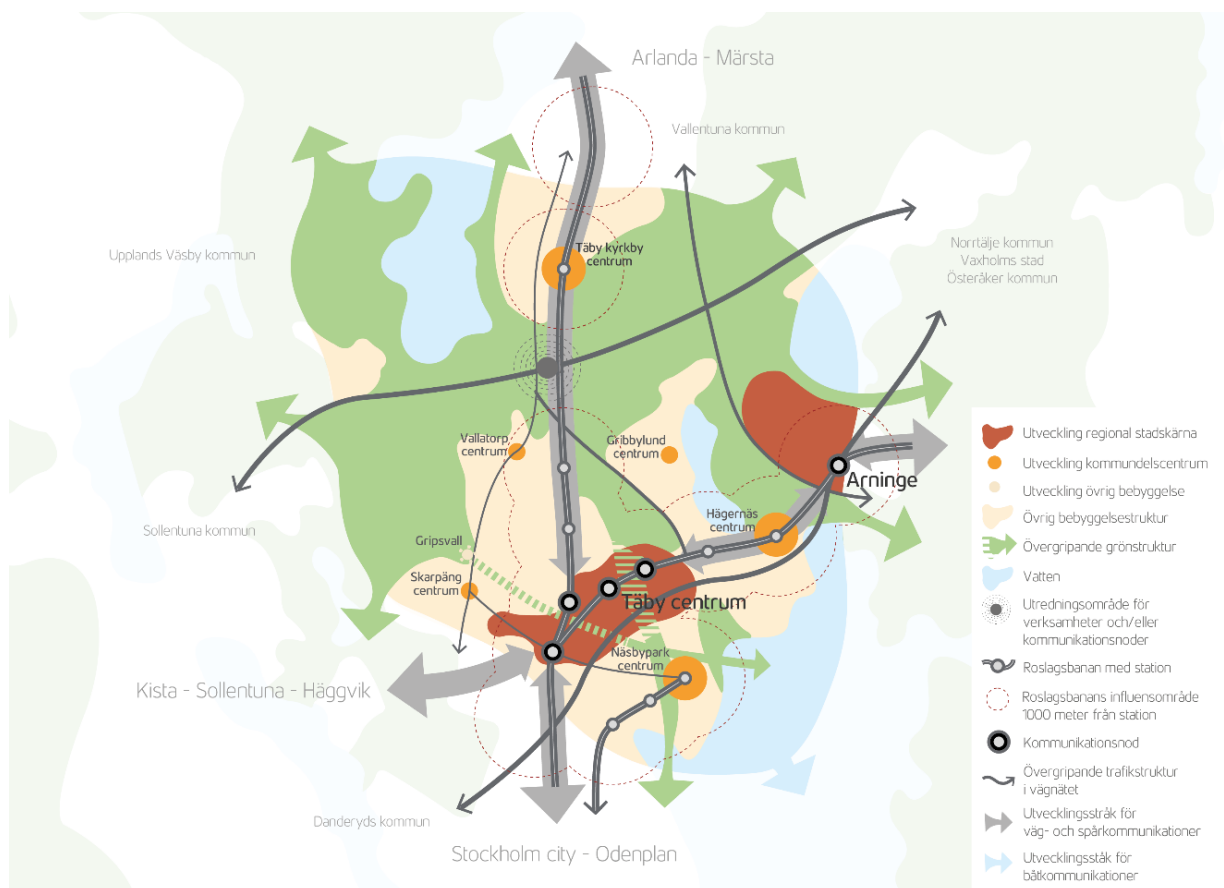 Arlanda - Märsta
Vallentuna kommun
Upplands Väsby kommun
Täby kyrkby
centrum
Norrtälje kommun
Vaxholms stad
Österåker kommun
Vallatorp
centrum
Gribbylund
centrum
Arninge
Sollentuna kommun
Hägernäs
centrum
Gripsvall
Skarpäng
centrum
Täby centrum
Näsbypark
centrum
Kista - Sollentuna - Häggvik
Danderyds kommun
Stockholm city - Odenplan
Utveckling regional stadskärna
Utveckling kommundelscentrum
Utveckling övrig bebyggelse
Övrig bebyggelsestruktur
Övergripande grönstruktur
Vatten
Utredningsområde för
verksamheter och/eller
kommunikationsnoder
Roslagsbanan med station
Roslagsbanans influensområde
1000 meter från station
Kommunikationsnod
Övergripande trafikstruktur
i vägnätet
Utvecklingsstråk för
väg- och spårkommunikationer
Utvecklingsståk för
båtkommunikationer